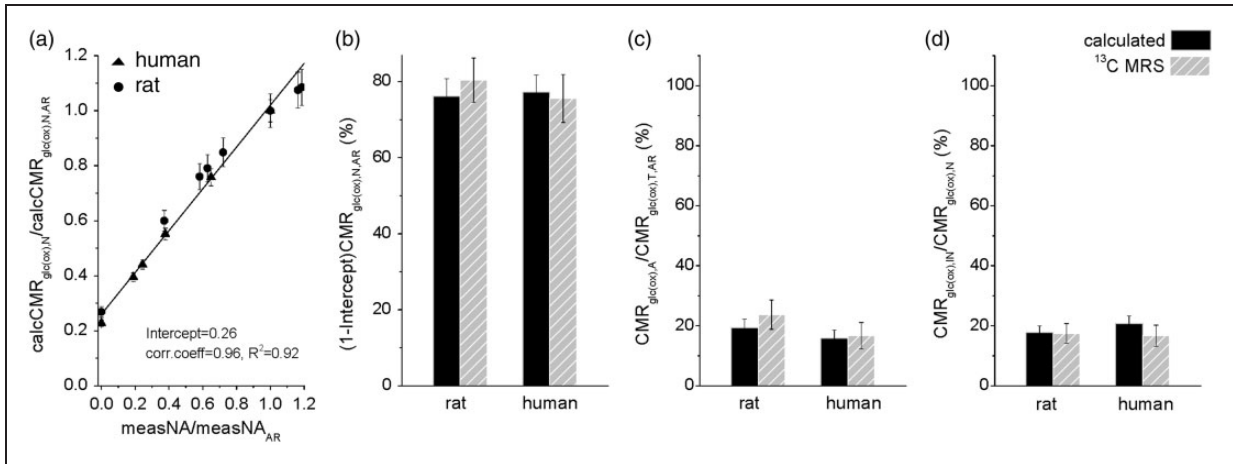 (a)
human
rat
1.2
1.0
0.8
0.6
0.4
0.2
0.0
calcCMRglc(ox),N/calcCMRglc(ox),N,AR
Intercept=0.26
corr.coeff=0.96, R²=0.92
0.0 0.2 0.4 0.6 0.8 1.0 1.2
measNA/measNAAR
(b)
(1-Intercept)CMRglc(ox),N,AR (%)
80
60
40
20
0
rat human
(c)
CMRglc(ox),A/CMRglc(ox),T,AR (%)
100
80
60
40
20
0
rat human
(d)
calculated
¹³C MRS
CMRglc(ox),IN/CMRglc(ox),N (%)
100
80
60
40
20
0
rat human